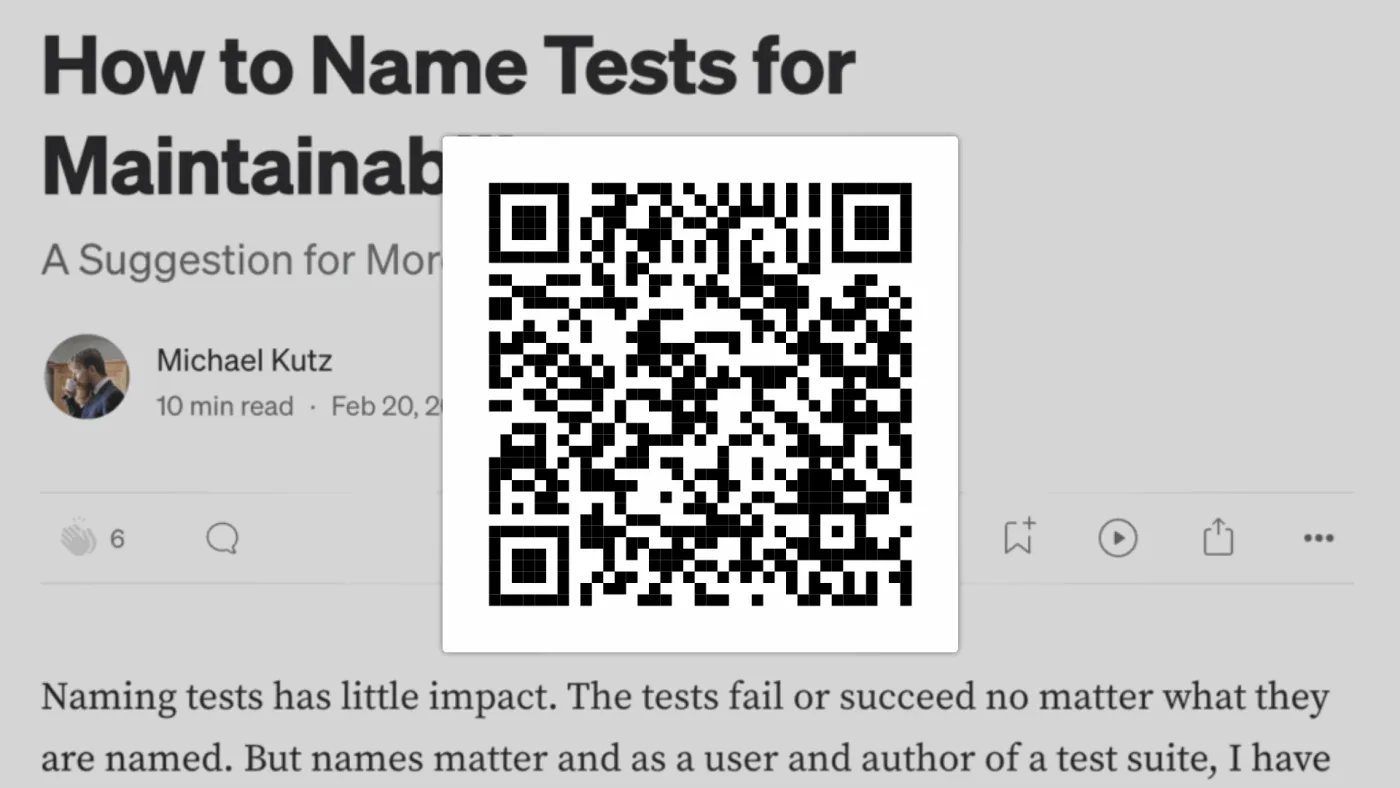 How to Name Tests for
Maintainab
A Suggestion for Mor
Michael Kutz
10 min read · Feb 20, 2
6
Naming tests has little impact. The tests fail or succeed no matter what they
are named. But names matter and as a user and author of a test suite, I have